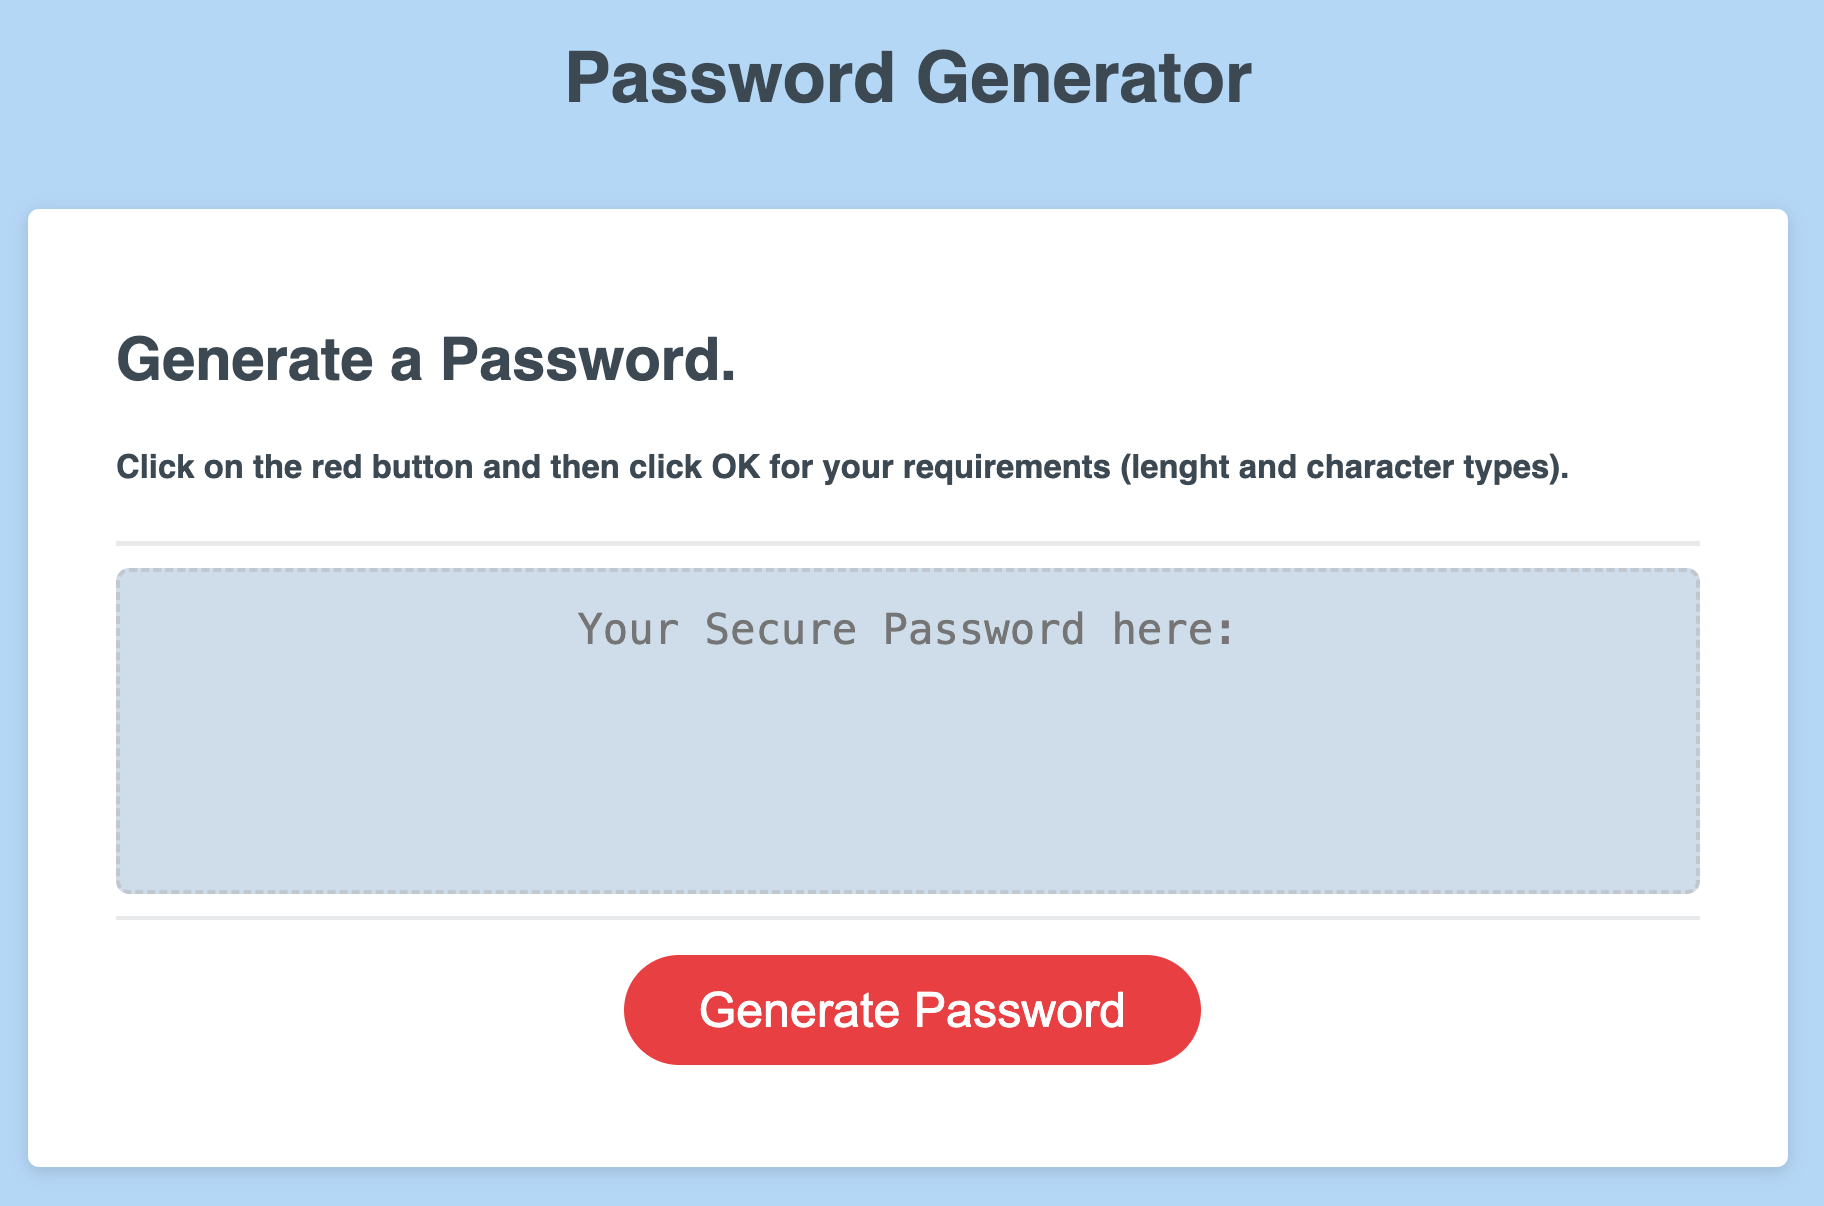 Password Generator
Generate a Password.
Click on the red button and then click OK for your requirements (lenght and character types).
Your Secure Password here:
Generate Password